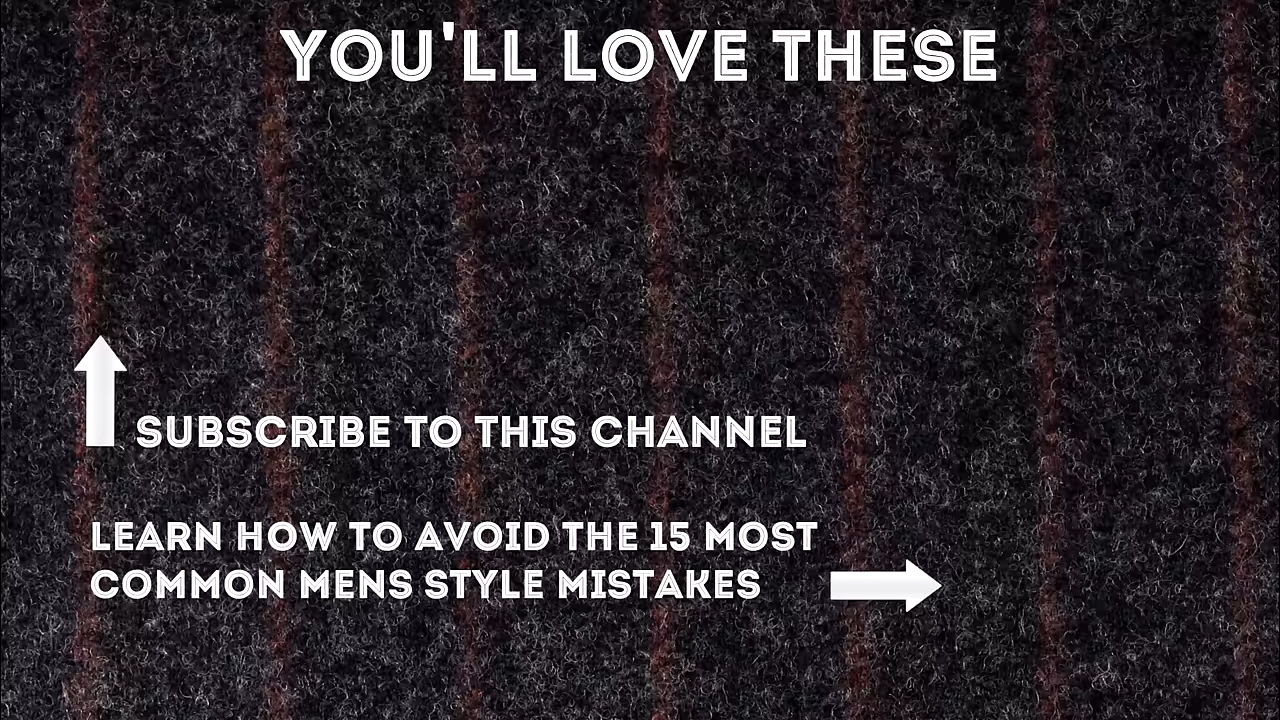 YOU'LL LOVE THESE
SUBSCRIBE TO THIS CHANNEL
LEARN HOW TO AVOID THE 15 MOST
COMMON MENS STYLE MISTAKES